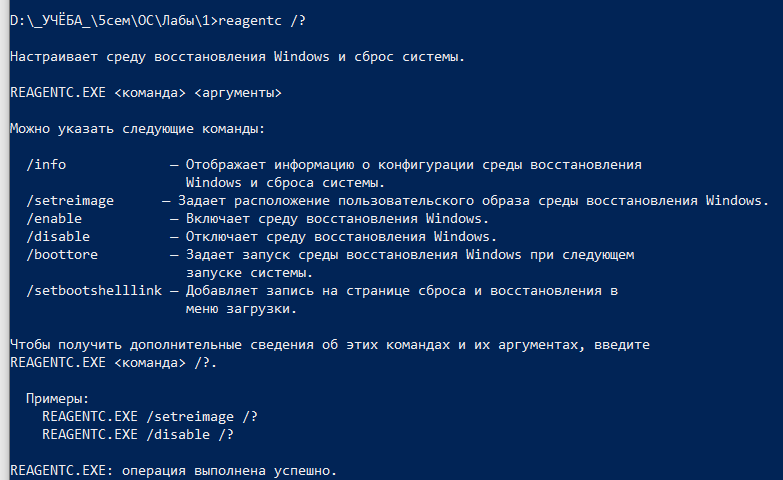 D:\_УЧЁБА_\5сем\ОС\Лабы\1>reagentc /?
Настраивает среду восстановления Windows и сброс системы.
REAGENTC.EXE <команда> <аргументы>
Можно указать следующие команды:
/info – Отображает информацию о конфигурации среды восстановления
Windows и сброса системы.
/setreimage – Задает расположение пользовательского образа среды восстановления Windows.
/enable – Включает среду восстановления Windows.
/disable – Отключает среду восстановления Windows.
/boottore – Задает запуск среды восстановления Windows при следующем
запуске системы.
/setbootshelllink – Добавляет запись на странице сброса и восстановления в
меню загрузки.
Чтобы получить дополнительные сведения об этих командах и их аргументах, введите
REAGENTC.EXE <команда> /?.
Примеры:
REAGENTC.EXE /setreimage /?
REAGENTC.EXE /disable /?
REAGENTC.EXE: операция выполнена успешно.